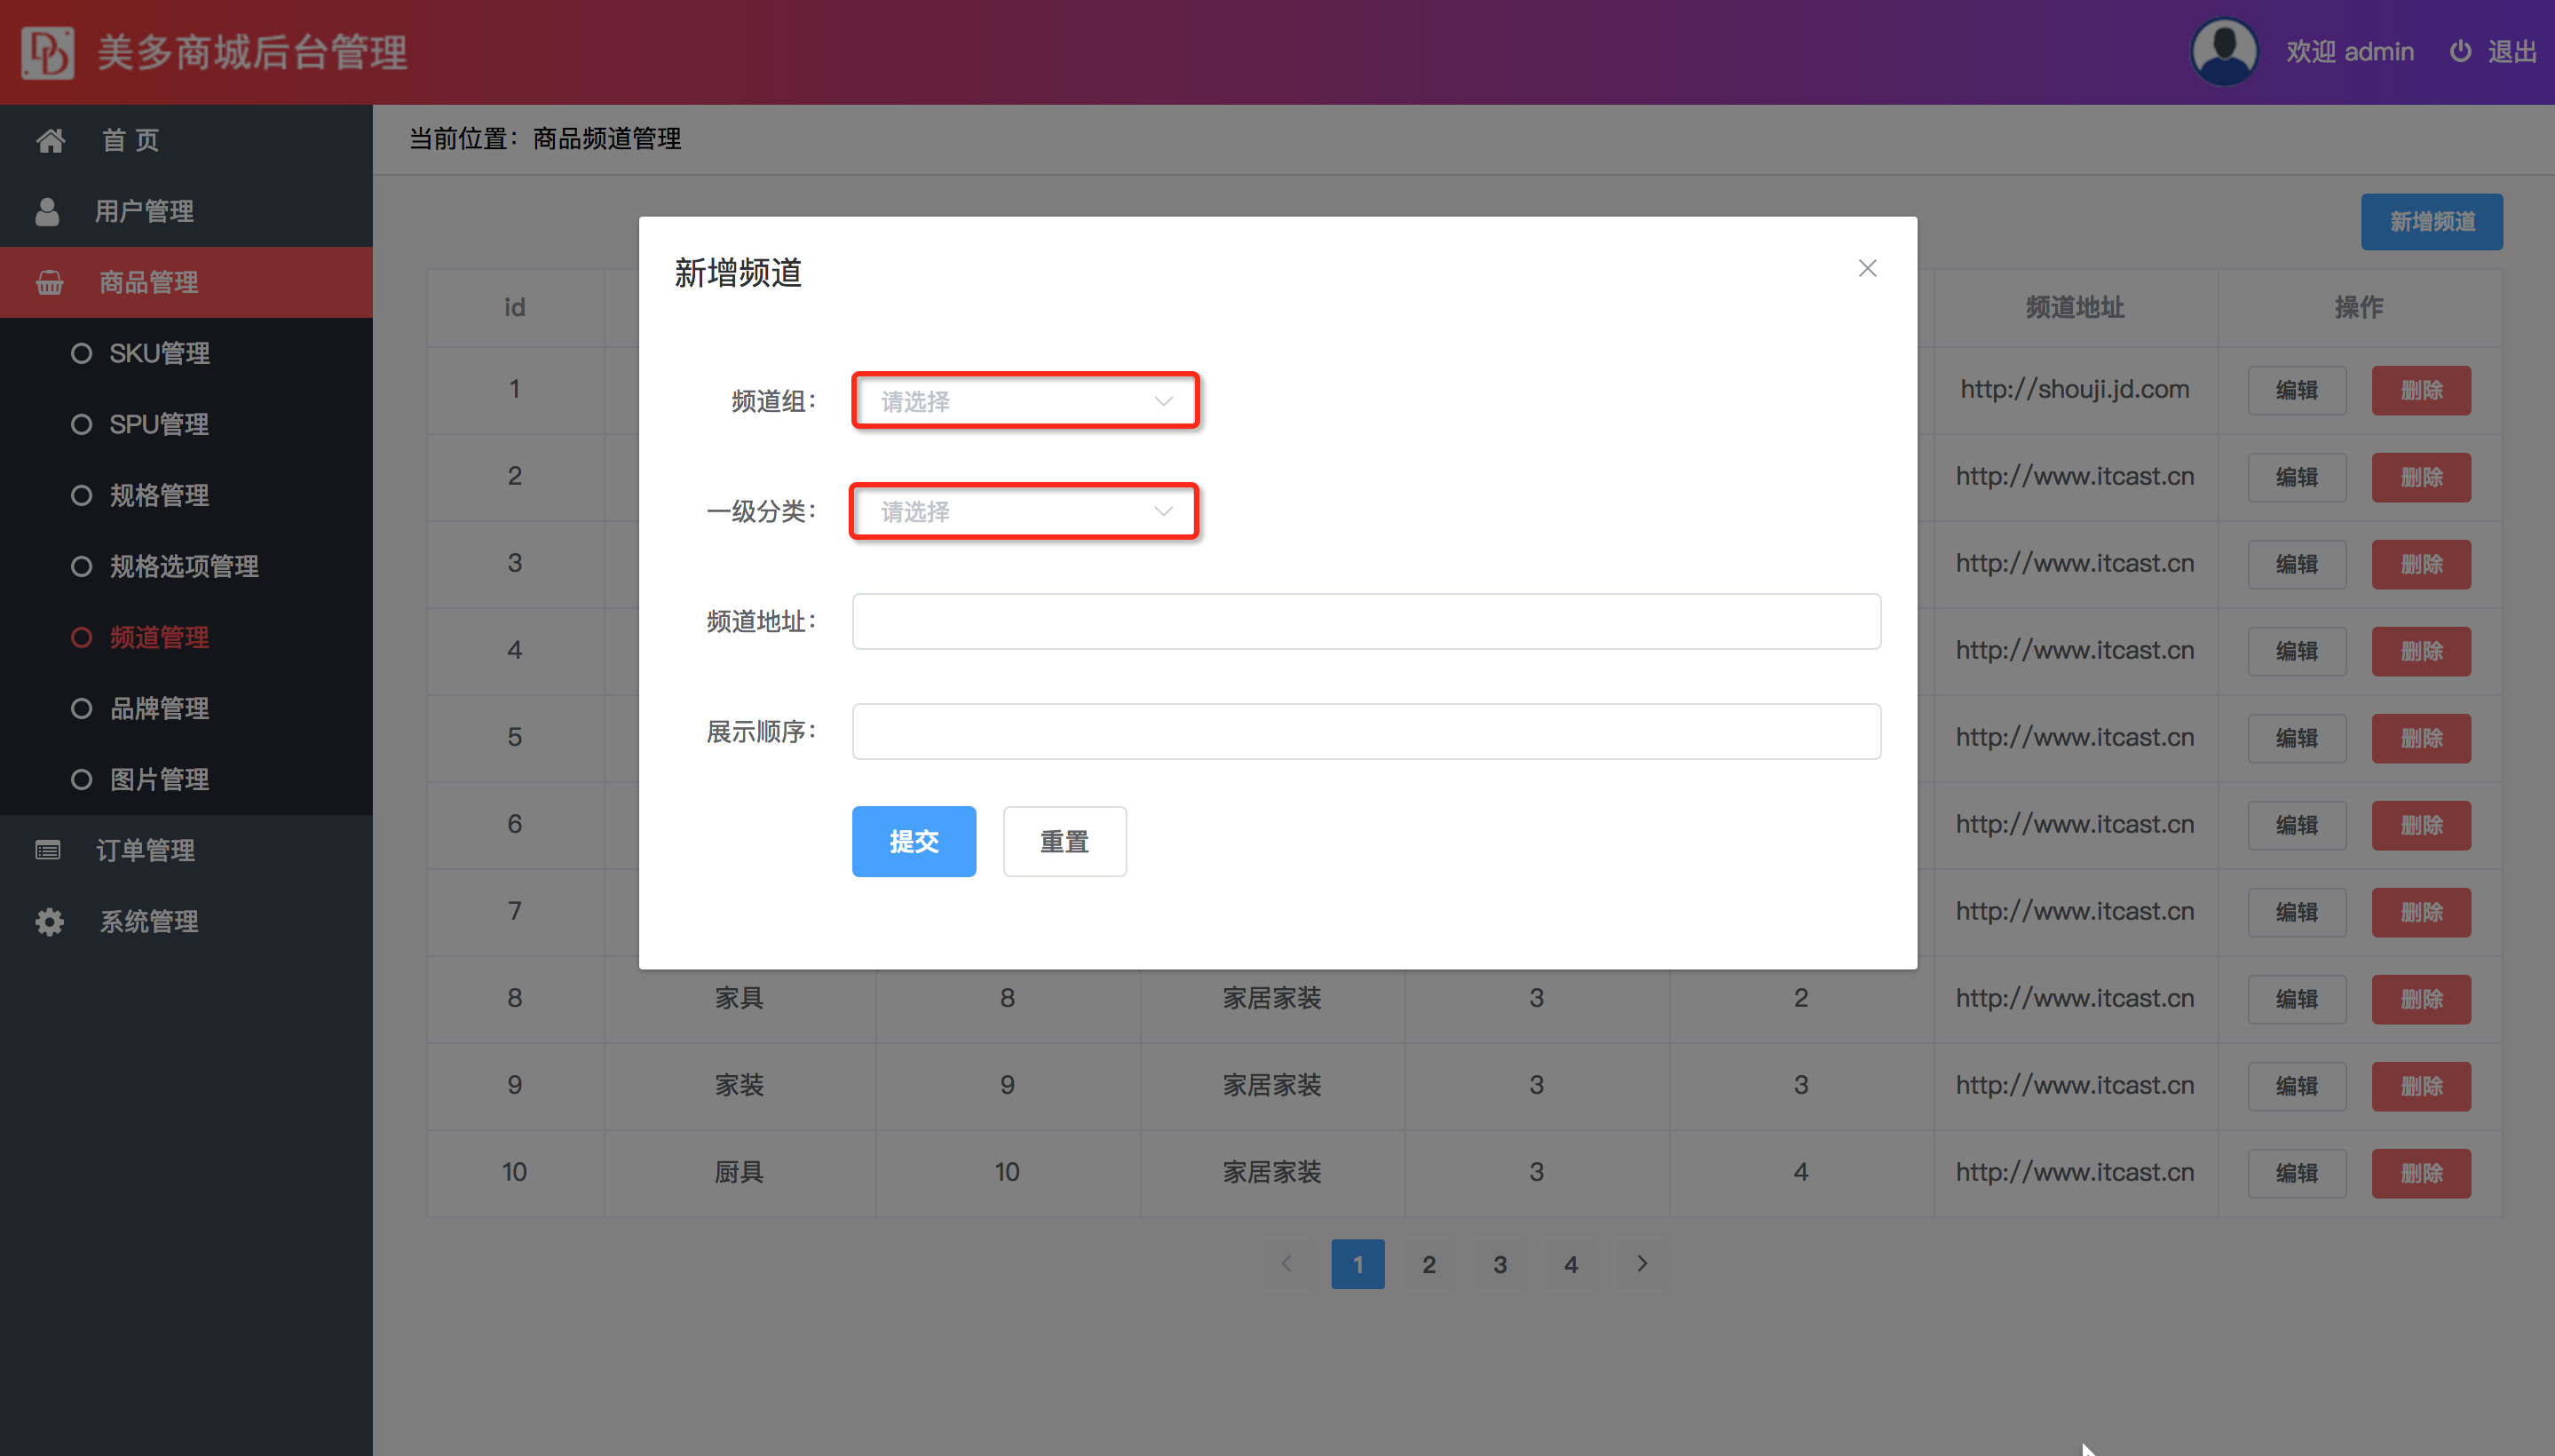 美多商城后台管理
欢迎 admin 退出
首 页
用户管理
商品管理
SKU管理
SPU管理
规格管理
规格选项管理
频道管理
品牌管理
图片管理
订单管理
系统管理
当前位置：商品频道管理
新增频道
新增频道
频道组：
请选择
一级分类：
请选择
频道地址：
展示顺序：
提交 重置
id 频道地址 操作
1 http://shouji.jd.com 编辑 删除
2 http://www.itcast.cn 编辑 删除
3 http://www.itcast.cn 编辑 删除
4 http://www.itcast.cn 编辑 删除
5 http://www.itcast.cn 编辑 删除
6 http://www.itcast.cn 编辑 删除
7 http://www.itcast.cn 编辑 删除
8 家具 8 家居家装 3 2 http://www.itcast.cn 编辑 删除
9 家装 9 家居家装 3 3 http://www.itcast.cn 编辑 删除
10 厨具 10 家居家装 3 4 http://www.itcast.cn 编辑 删除
1 2 3 4